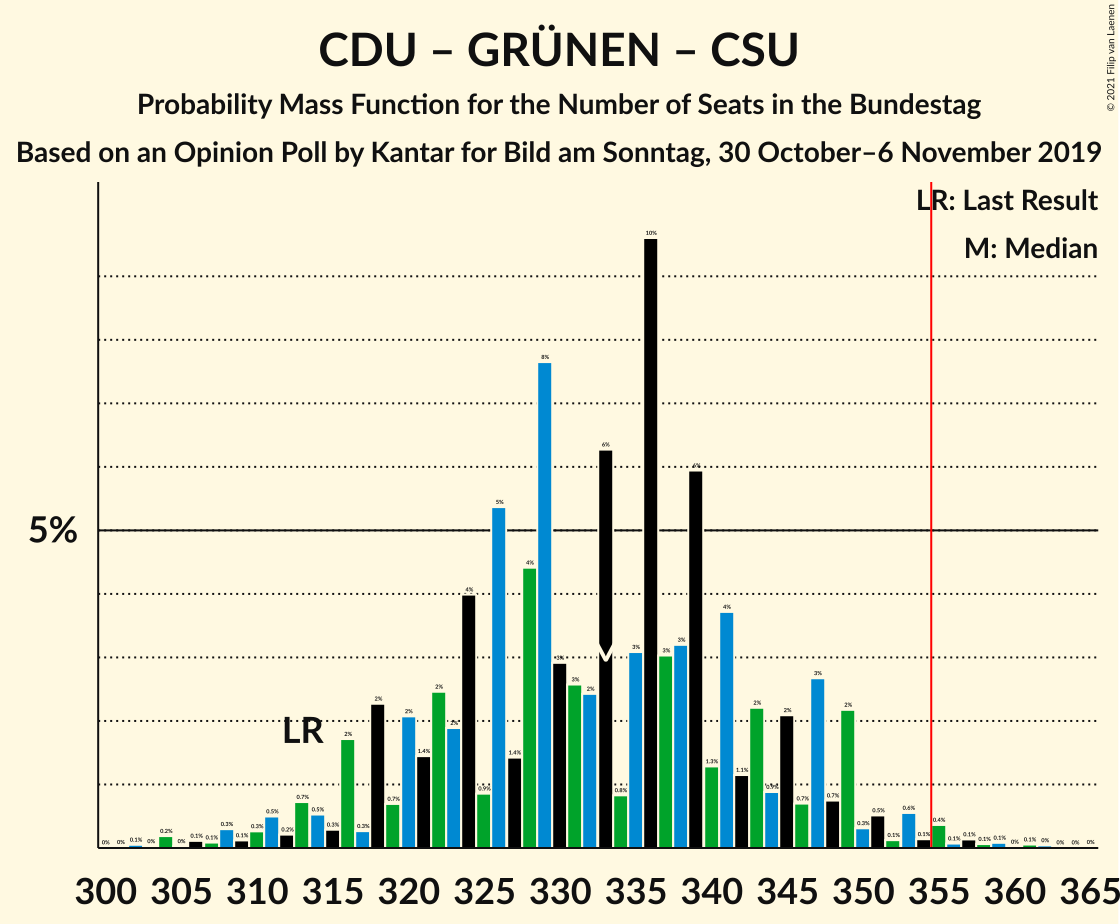 CDU – GRÜNEN – CSU
Probability Mass Function for the Number of Seats in the Bundestag
Based on an Opinion Poll by Kantar for Bild am Sonntag, 30 October–6 November 2019
© 2021 Filip van Laenen
LR: Last Result
M: Median
5%
LR
0% 0% 0.1% 0% 0.2% 0% 0.1% 0.1% 0.3% 0.1% 0.3% 0.5% 0.2% 0.7% 0.5% 0.3% 2% 0.3% 2% 0.7% 2% 1.4% 2% 2% 4% 0.9% 5% 1.4% 4% 8% 3% 3% 2% 6% 0.8% 3% 10% 3% 3% 6% 1.3% 4% 1.1% 2% 0.9% 2% 0.7% 3% 0.7% 2% 0.3% 0.5% 0.1% 0.6% 0.1% 0.4% 0.1% 0.1% 0.1% 0.1% 0% 0.1% 0% 0% 0% 0%
300 305 310 315 320 325 330 335 340 345 350 355 360 365